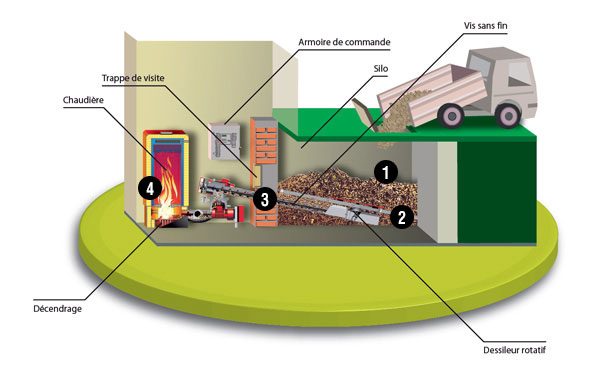 Vis sans fin
Armoire de commande
Silo
Trappe de visite
Chaudière
1
4
3
2
Décendrage
Dessileur rotatif